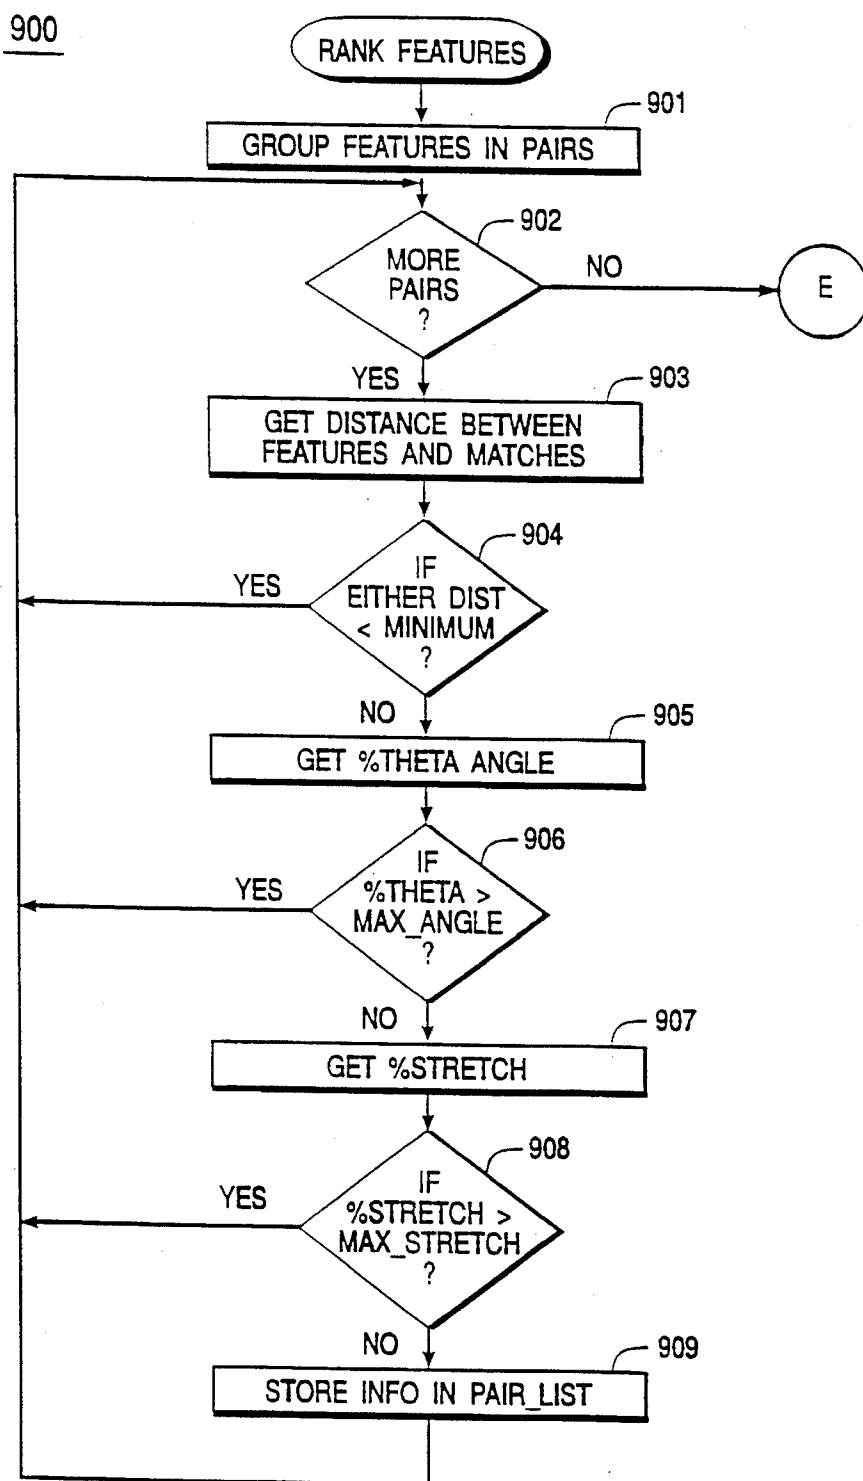 900
RANK FEATURES
901
GROUP FEATURES IN PAIRS
902
MORE
PAIRS
?
NO
E
YES
903
GET DISTANCE BETWEEN
FEATURES AND MATCHES
904
IF
EITHER DIST
< MINIMUM
?
YES
NO
905
GET %THETA ANGLE
906
IF
%THETA >
MAX_ANGLE
?
YES
NO
907
GET %STRETCH
908
IF
%STRETCH >
MAX_STRETCH
?
YES
NO
909
STORE INFO IN PAIR_LIST